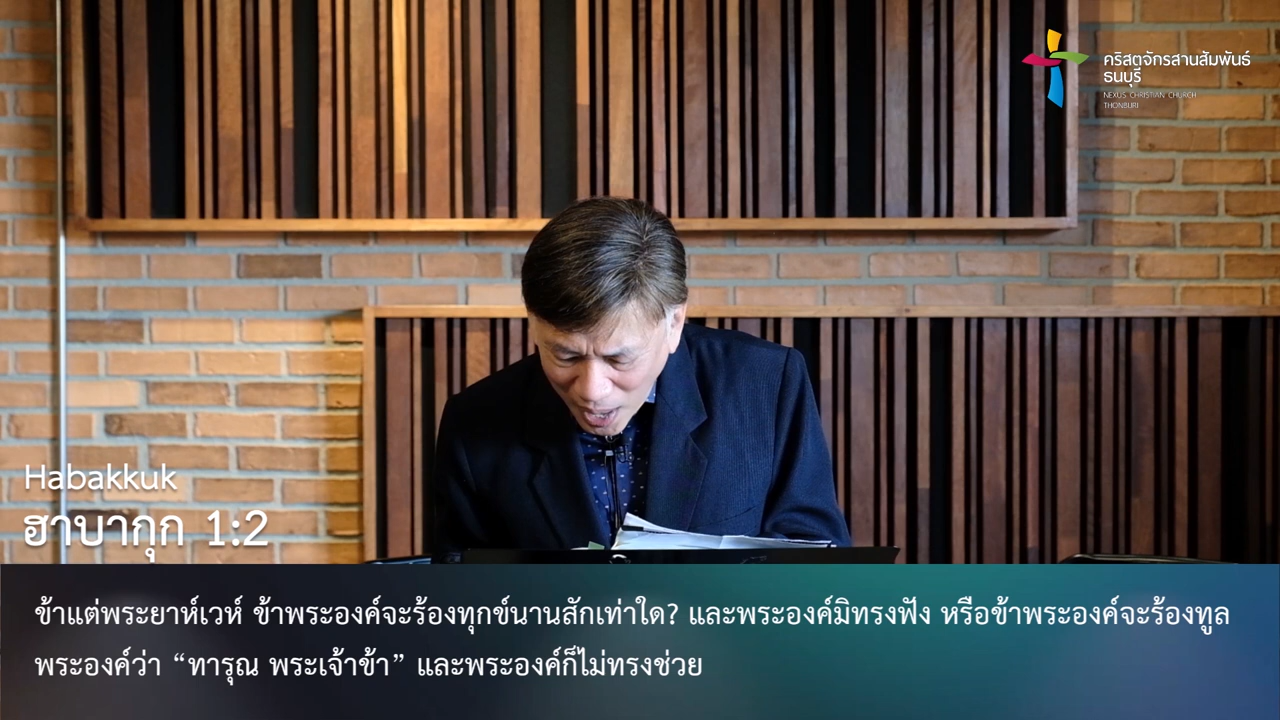 คริสตจักรสานสัมพันธ์
ธนบุรี
NEXUS CHRISTIAN CHURCH
THONBURI
Habakkuk
ฮาบากุก 1:2
ข้าแต่พระยาห์เวห์ ข้าพระองค์จะร้องทุกข์นานสักเท่าใด? และพระองค์มิทรงฟัง หรือข้าพระองค์จะร้องทูล
พระองค์ว่า “ทารุณ พระเจ้าข้า” และพระองค์ก็ไม่ทรงช่วย